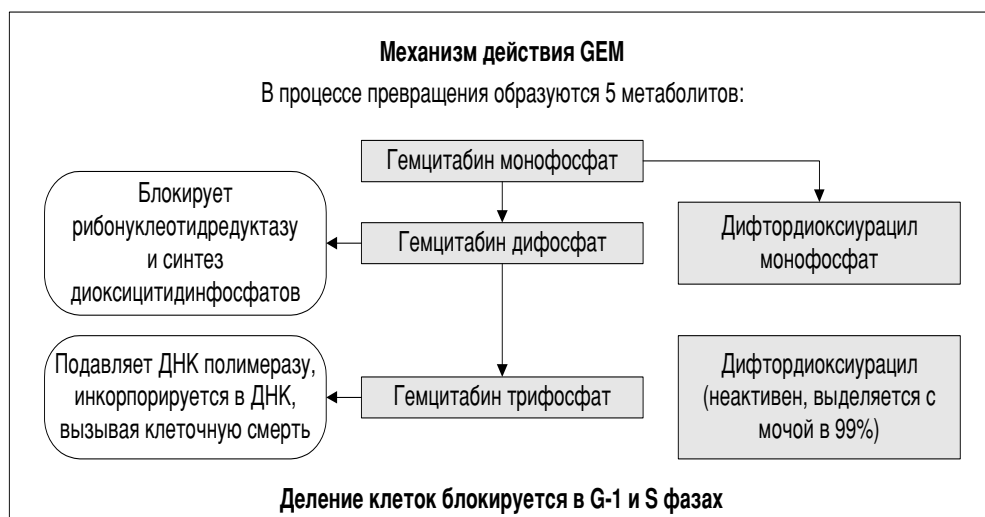 Механизм действия GEM
В процессе превращения образуются 5 метаболитов:
Гемцитабин монофосфат
Блокирует
рибонуклеотидредуктазу
и синтез
диоксицитидинфосфатов
Гемцитабин дифосфат
Дифтордиоксиурацил
монофосфат
Подавляет ДНК полимеразу,
инкорпорируется в ДНК,
вызывая клеточную смерть
Гемцитабин трифосфат
Дифтордиоксиурацил
(неактивен, выделяется с
мочой в 99%)
Деление клеток блокируется в G-1 и S фазах